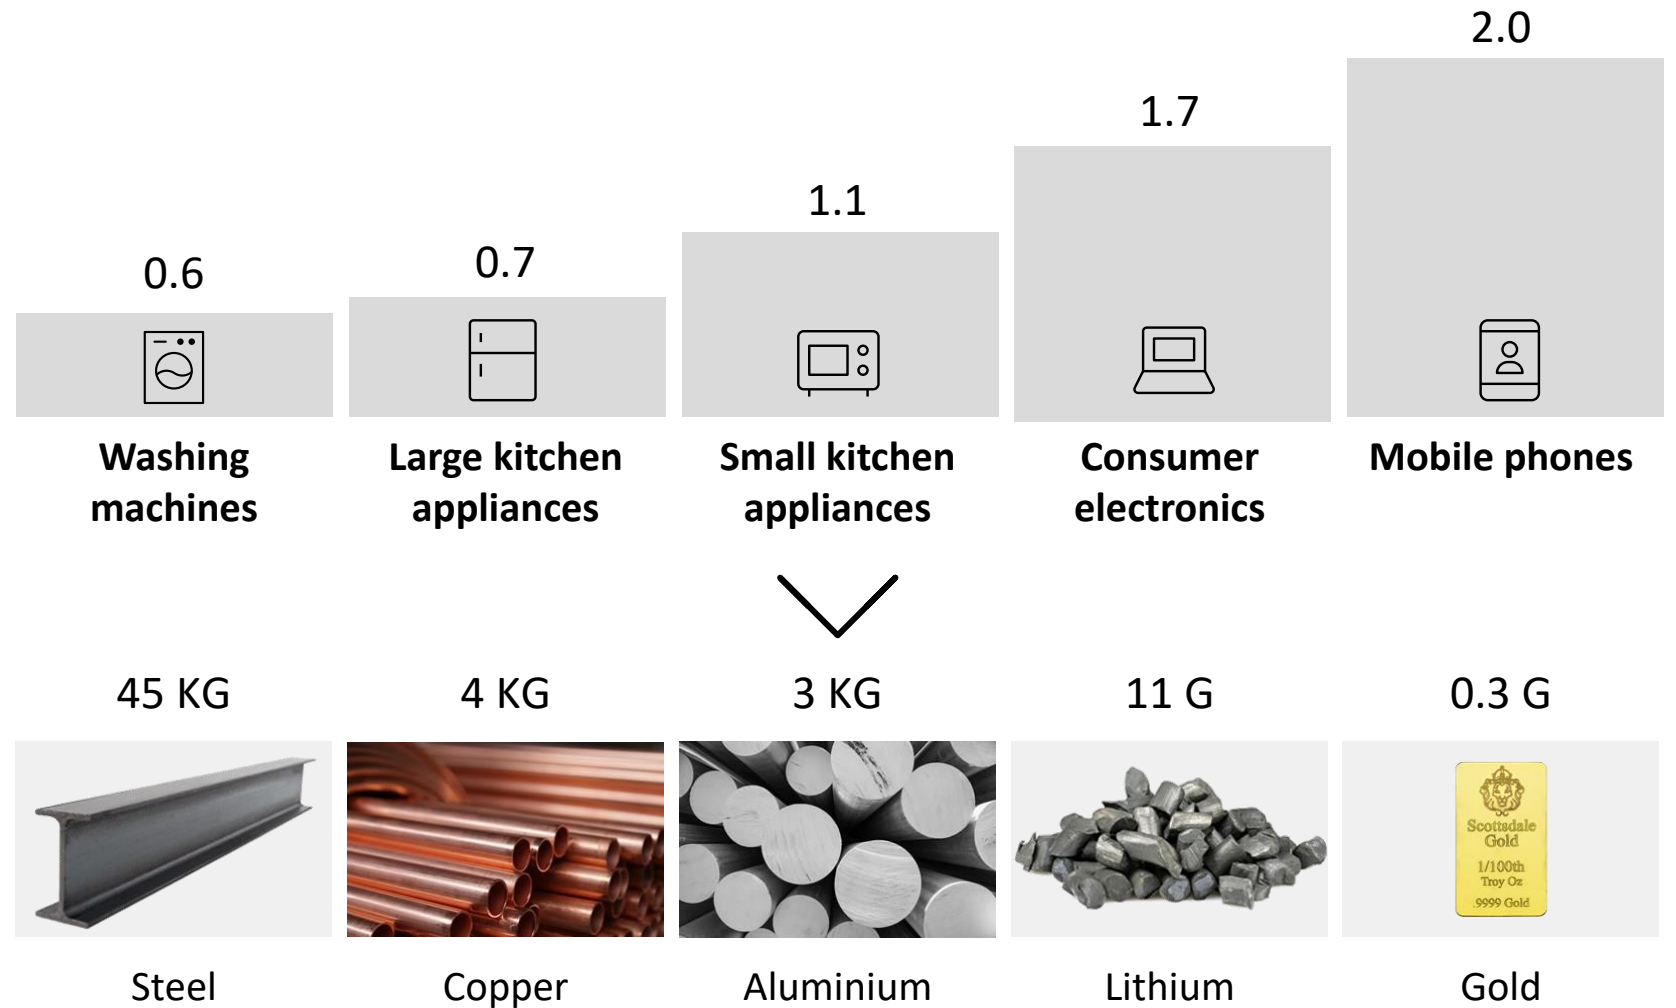 2.0
1.7
1.1
0.7
0.6
Washing
machines
Large kitchen
appliances
Small kitchen
appliances
Consumer
electronics
Mobile phones
45 KG
4 KG
3 KG
11 G
0.3 G
Scottsdale
Gold
1/100th
Troy Oz
.9999 Gold
Steel
Copper
Aluminium
Lithium
Gold